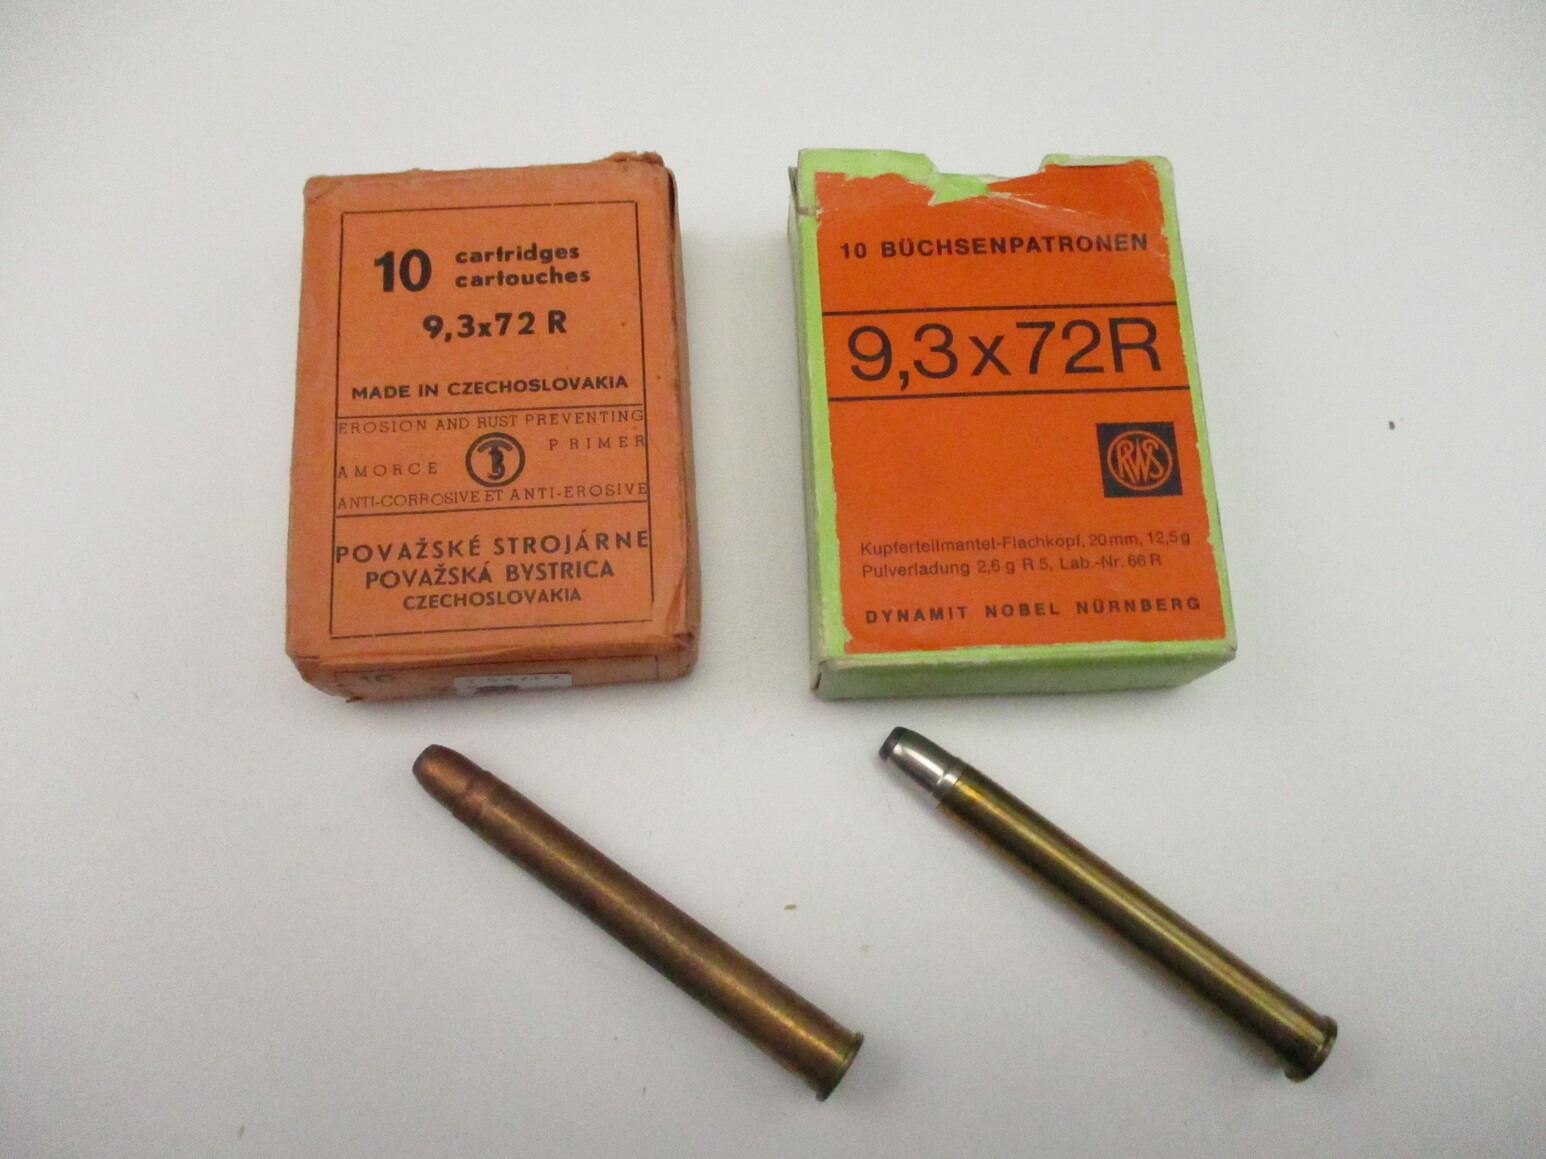 10 cartridges
cartouches
9,3x72 R
MADE IN CZECHOSLOVAKIA
EROSION AND RUST PREVENTING
PRIMER
AMORCE
ANTI-CORROSIVE ET ANTI-EROSIVE
POVAŽSKÉ STROJÁRNE
POVAŽSKÁ BYSTRICA
CZECHOSLOVAKIA
10 BÜCHSENPATRONEN
9,3x72R
RWS
Kupferteilmantel-Flachkopf, 20mm, 12,5g
Pulverladung 2,6 g R 5, Lab.-Nr. 66 R
DYNAMIT NOBEL NÜRNBERG